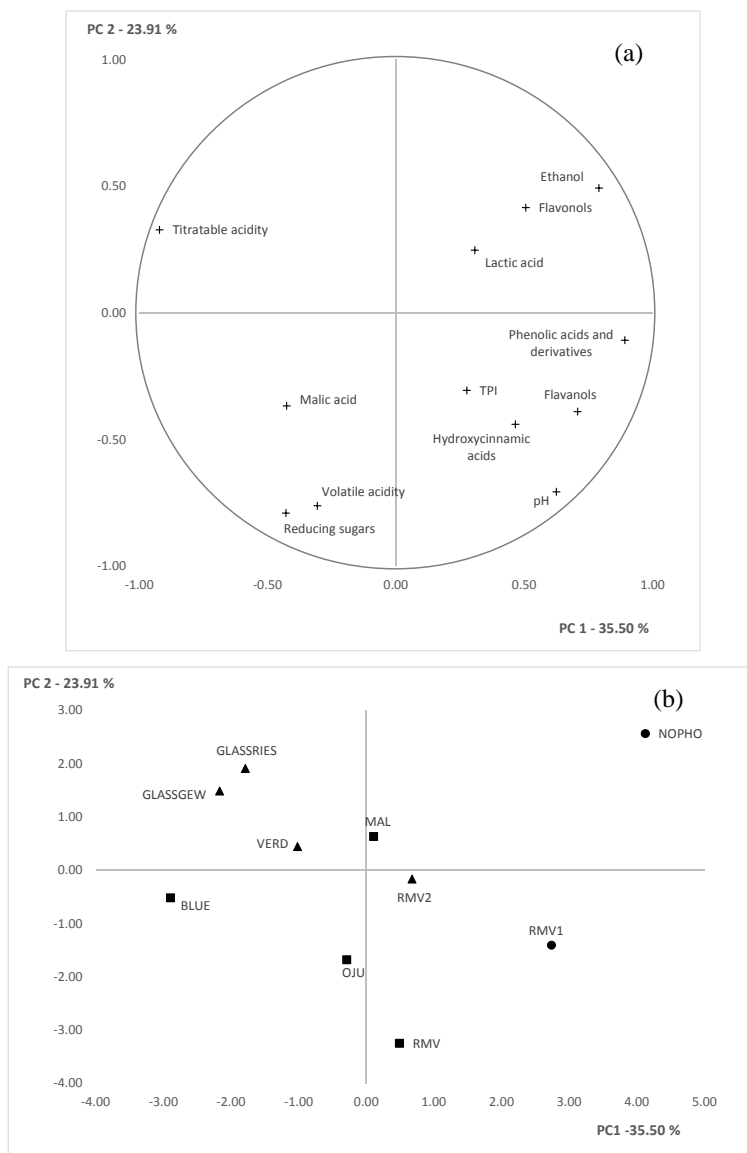 PC 2 - 23.91 %
(a)
1.00
Ethanol
0.50
Flavonols
Titratable acidity
Lactic acid
0.00
Phenolic acids and
derivatives
TPI
Flavanols
Malic acid
Hydroxycinnamic
acids
-0.50
Volatile acidity
pH
Reducing sugars
-1.00
-1.00 -0.50 0.00 0.50 1.00
PC 1 - 35.50 %
PC 2 - 23.91 %
(b)
3.00
NOPHO
GLASSRIES
2.00
GLASSGEW
1.00
MAL
VERD
0.00
RMV2
BLUE
-1.00
RMV1
OJU
-2.00
-3.00
RMV
-4.00
-4.00 -3.00 -2.00 -1.00 0.00 1.00 2.00 3.00 4.00 5.00
PC1 -35.50 %